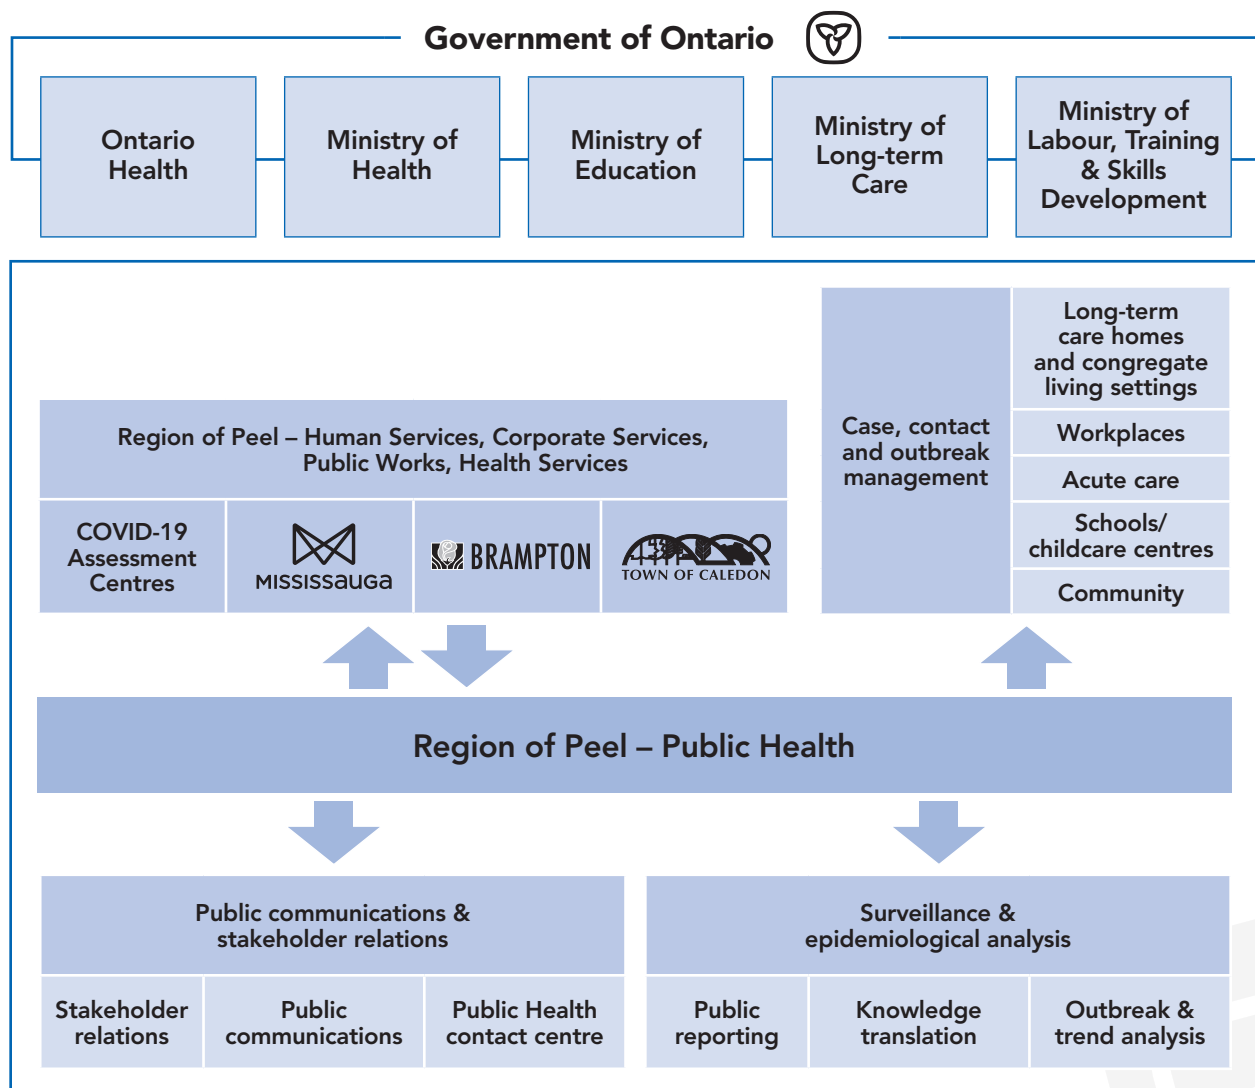 Government of Ontario
Ontario
Health
Ministry of
Health
Ministry of
Education
Ministry of
Long-term
Care
Ministry of
Labour, Training
& Skills
Development
Region of Peel – Human Services, Corporate Services,
Public Works, Health Services
COVID-19
Assessment
Centres
MISSISSauGa
BRAMPTON
TOWN OF CALEDON
Case, contact
and outbreak
management
Long-term
care homes
and congregate
living settings
Workplaces
Acute care
Schools/
childcare centres
Community
Region of Peel – Public Health
Public communications &
stakeholder relations
Stakeholder
relations
Public
communications
Public Health
contact centre
Surveillance &
epidemiological analysis
Public
reporting
Knowledge
translation
Outbreak &
trend analysis